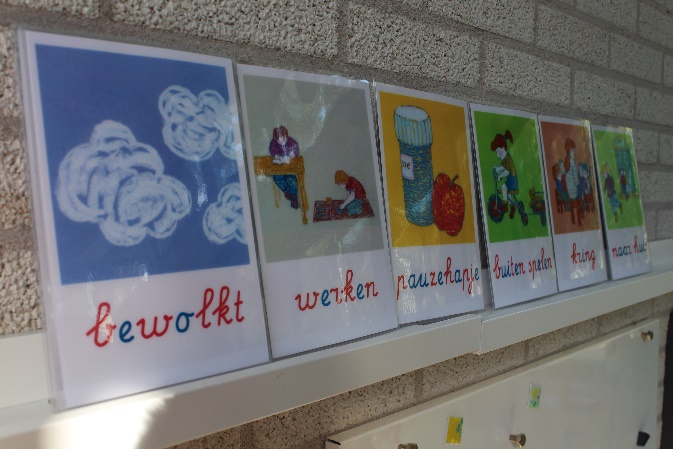 bewolkt
werken
pauzehapje
buiten spelen
kring
naar